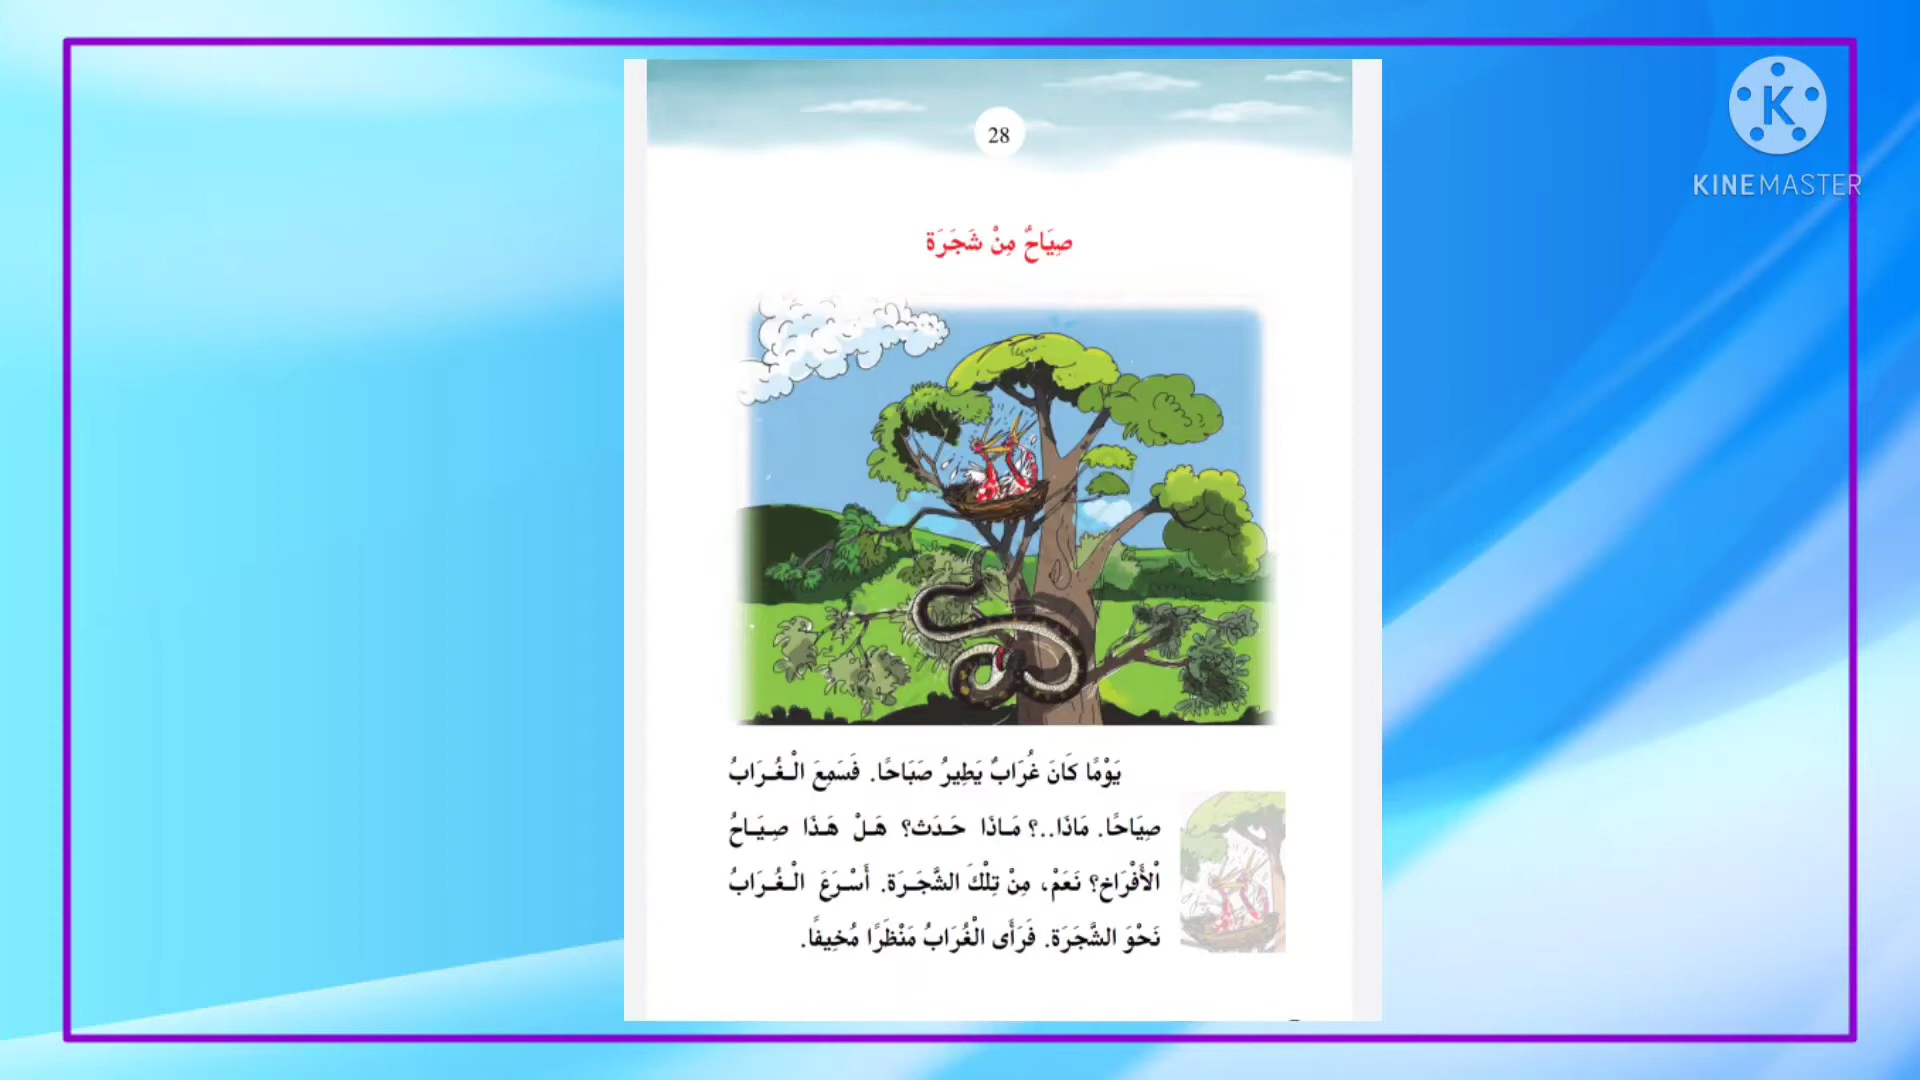 KINEMASTER
28
صِيَاحٌ مِنْ شَجَرَة
يَوْمًا كَانَ غُرَابٌ يَطِيرُ صَبَاحًا. فَسَمِعَ الْغُرَابُ
صِيَاحًا. مَاذَا..؟ مَاذَا حَدَث؟ هَلْ هَذَا صِيَاحُ
الْأَفْرَاخ؟ نَعَمْ، مِنْ تِلْكَ الشَّجَرَة. أَسْرَعَ الْغُرَابُ
نَحْوَ الشَّجَرَة. فَرَأَى الْغُرَابُ مَنْظَرًا مُخِيفًا.